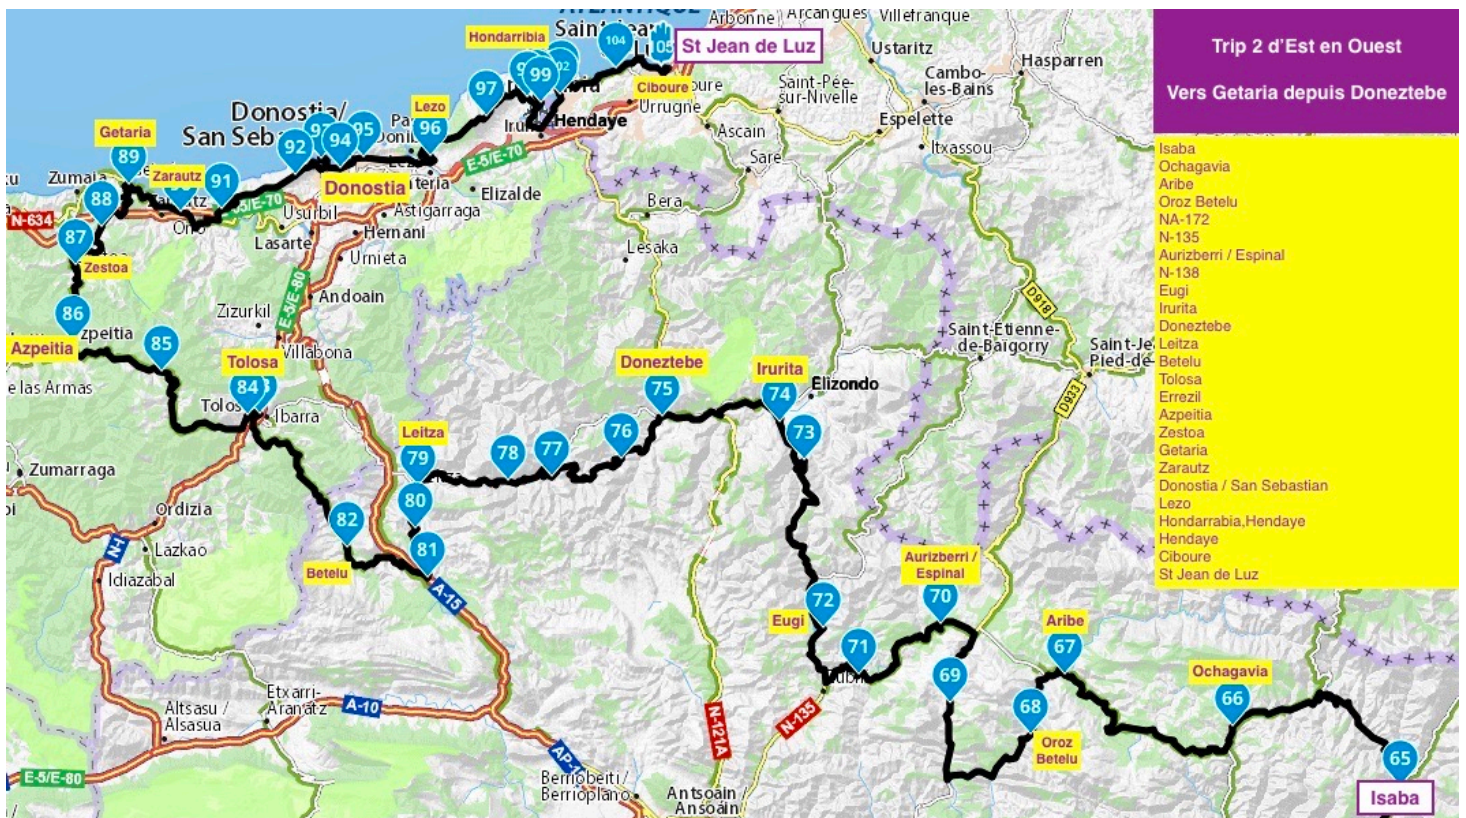 ATLANTIQUE
Arbonne
Arcangues
Villefranque
Hondarribia
104
105
St Jean de Luz
Ustaritz
Hasparren
Cambo-
les-Bains
Saint-Pée-
sur-Nivelle
Ciboure
Urrugne
Espelette
Ascain
Itxassou
Sare
97
99
Hendaye
Donostia/
Lezo
96
95
94
92
Getaria
89
Zarautz
91
Donostia
E-5/E-70
Elizalde
Zumaia
88
N-634
87
Zestoa
Usurbil
Astigarraga
Lasarte
Hernani
Urnieta
Bera
Lesaka
E-5/E-80
Andoain
Zizurkil
D918
86
Azpeitia
85
Villabona
Tolosa
84
Ibarra
Doneztebe
75
Irurita
74
Elizondo
73
Saint-Etienne-
de-Baigorry
D933
Leitza
79
78
77
76
Zumarraga
80
Ordizia
82
81
Betelu
N-I
Lazkao
Idiazabal
A-15
Aurizberri /
Espinal
70
72
Eugi
71
Aribe
67
69
68
Oroz
Betelu
Ochagavia
66
65
Isaba
Etxarri-
Aranatz
A-10
Altsasu /
Alsasua
N-121A
N-135
E-5/E-80
Berriobeiti /
Berrioplano
Antsoain /
Ansoáin
Trip 2 d'Est en Ouest
Vers Getaria depuis Doneztebe
Isaba
Ochagavia
Aribe
Oroz Betelu
NA-172
N-135
Aurizberri / Espinal
N-138
Eugi
Irurita
Doneztebe
Leitza
Betelu
Tolosa
Errezil
Azpeitia
Zestoa
Getaria
Zarautz
Donostia / San Sebastian
Lezo
Hondarrabia,Hendaye
Hendaye
Ciboure
St Jean de Luz